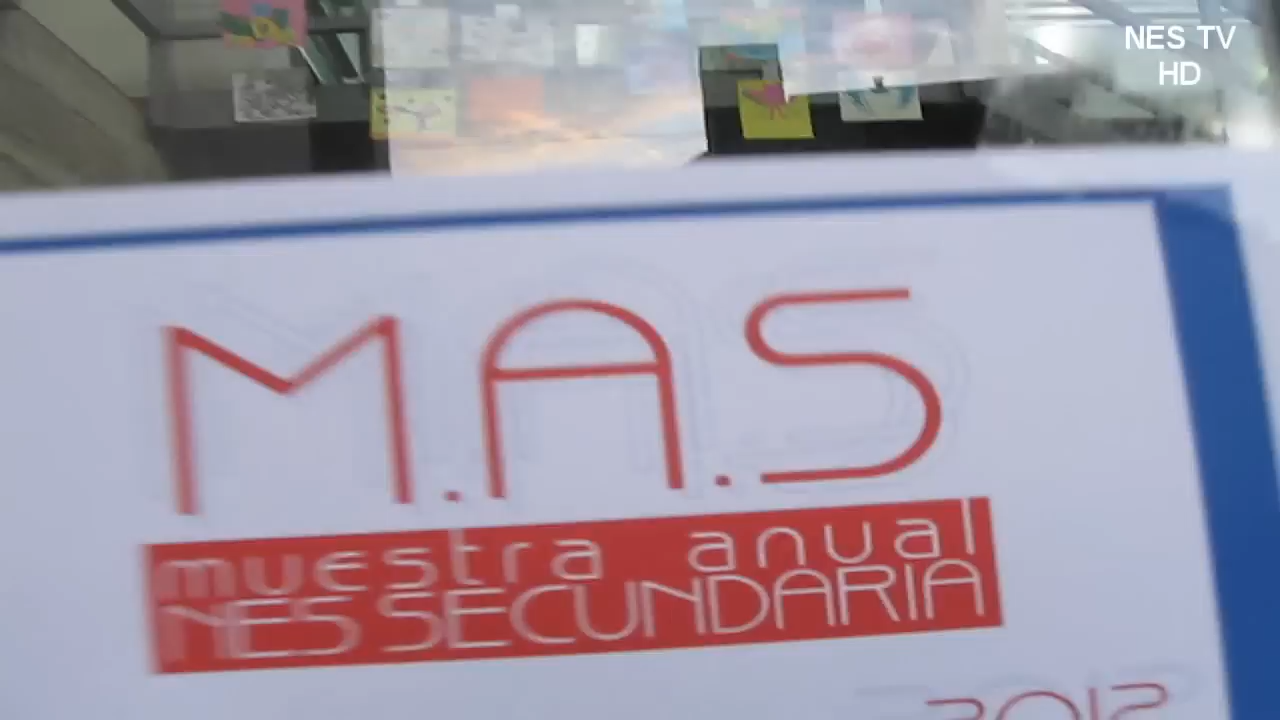 NES TV
HD
M.A.S
muestra anual
NES SECUNDARIA
2012